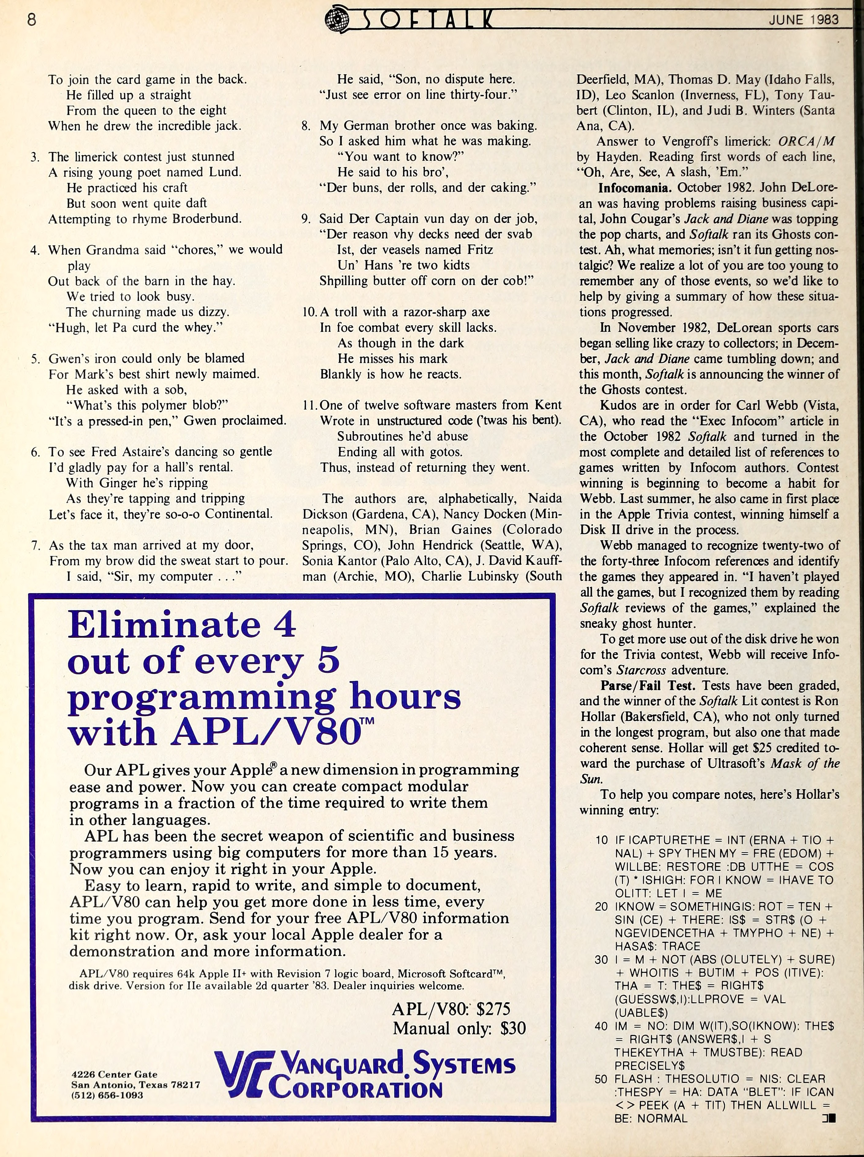 8
SOFTALK
JUNE 1983
To join the card game in the back.
He filled up a straight
From the queen to the eight
When he drew the incredible jack.
3. The limerick contest just stunned
A rising young poet named Lund.
He practiced his craft
But soon went quite daft
Attempting to rhyme Broderbund.
4. When Grandma said “chores,” we would
play
Out back of the barn in the hay.
We tried to look busy.
The churning made us dizzy.
“Hugh, let Pa curd the whey.”
5. Gwen's iron could only be blamed
For Mark's best shirt newly maimed.
He asked with a sob,
“What's this polymer blob?”
“It's a pressed-in pen,” Gwen proclaimed.
6. To see Fred Astaire's dancing so gentle
I'd gladly pay for a hall's rental.
With Ginger he's ripping
As they're tapping and tripping
Let's face it, they're so-o-o Continental.
7. As the tax man arrived at my door,
From my brow did the sweat start to pour.
I said, “Sir, my computer . . .”
He said, “Son, no dispute here.
“Just see error on line thirty-four.”
8. My German brother once was baking.
So I asked him what he was making.
“You want to know?”
He said to his bro',
“Der buns, der rolls, and der caking.”
9. Said Der Captain vun day on der job,
“Der reason vhy decks need der svab
Ist, der veasels named Fritz
Un' Hans 're two kidts
Shpilling butter off corn on der cob!”
10. A troll with a razor-sharp axe
In foe combat every skill lacks.
As though in the dark
He misses his mark
Blankly is how he reacts.
11. One of twelve software masters from Kent
Wrote in unstructured code ('twas his bent).
Subroutines he'd abuse
Ending all with gotos.
Thus, instead of returning they went.
The authors are, alphabetically, Naida
Dickson (Gardena, CA), Nancy Docken (Min-
neapolis, MN), Brian Gaines (Colorado
Springs, CO), John Hendrick (Seattle, WA),
Sonia Kantor (Palo Alto, CA), J. David Kauff-
man (Archie, MO), Charlie Lubinsky (South
Deerfield, MA), Thomas D. May (Idaho Falls,
ID), Leo Scanlon (Inverness, FL), Tony Tau-
bert (Clinton, IL), and Judi B. Winters (Santa
Ana, CA).
Answer to Vengroff's limerick: ORCA/M
by Hayden. Reading first words of each line,
“Oh, Are, See, A slash, 'Em.”
Infocomania. October 1982. John DeLore-
an was having problems raising business capi-
tal, John Cougar's Jack and Diane was topping
the pop charts, and Softalk ran its Ghosts con-
test. Ah, what memories; isn't it fun getting nos-
talgic? We realize a lot of you are too young to
remember any of those events, so we'd like to
help by giving a summary of how these situa-
tions progressed.
In November 1982, DeLorean sports cars
began selling like crazy to collectors; in Decem-
ber, Jack and Diane came tumbling down; and
this month, Softalk is announcing the winner of
the Ghosts contest.
Kudos are in order for Carl Webb (Vista,
CA), who read the “Exec Infocom” article in
the October 1982 Softalk and turned in the
most complete and detailed list of references to
games written by Infocom authors. Contest
winning is beginning to become a habit for
Webb. Last summer, he also came in first place
in the Apple Trivia contest, winning himself a
Disk II drive in the process.
Webb managed to recognize twenty-two of
the forty-three Infocom references and identify
the games they appeared in. “I haven't played
all the games, but I recognized them by reading
Softalk reviews of the games,” explained the
sneaky ghost hunter.
To get more use out of the disk drive he won
for the Trivia contest, Webb will receive Info-
com's Starcross adventure.
Parse/Fail Test. Tests have been graded,
and the winner of the Softalk Lit contest is Ron
Hollar (Bakersfield, CA), who not only turned
in the longest program, but also one that made
coherent sense. Hollar will get $25 credited to-
ward the purchase of Ultrasoft's Mask of the
Sun.
To help you compare notes, here's Hollar's
winning entry:
10 IF ICAPTURETHE = INT (ERNA + TIO +
NAL) + SPY THEN MY = FRE (EDOM) +
WILLBE: RESTORE :DB UTTHE = COS
(T) * ISHIGH: FOR I KNOW = IHAVE TO
OLITT: LET I = ME
20 IKNOW = SOMETHINGIS: ROT = TEN +
SIN (CE) + THERE: IS$ = STR$ (O +
NGEVIDENCETHA + TMYPHO + NE) +
HASA$: TRACE
30 I = M + NOT (ABS (OLUTELY) + SURE)
+ WHOITIS + BUTIM + POS (ITIVE):
THA = T: THE$ = RIGHT$
(GUESSW$,I):LLPROVE = VAL
(UABLE$)
40 IM = NO: DIM W(IT),SO(IKNOW): THE$
= RIGHT$ (ANSWER$,I + S
THEKEYTHA + TMUSTBE): READ
PRECISELY$
50 FLASH : THESOLUTIO = NIS: CLEAR
:THESPY = HA: DATA "BLET": IF ICAN
< > PEEK (A + TIT) THEN ALLWILL =
BE: NORMAL
Eliminate 4
out of every 5
programming hours
with APL/V80™
Our APL gives your Apple® a new dimension in programming
ease and power. Now you can create compact modular
programs in a fraction of the time required to write them
in other languages.
APL has been the secret weapon of scientific and business
programmers using big computers for more than 15 years.
Now you can enjoy it right in your Apple.
Easy to learn, rapid to write, and simple to document,
APL/V80 can help you get more done in less time, every
time you program. Send for your free APL/V80 information
kit right now. Or, ask your local Apple dealer for a
demonstration and more information.
APL/V80 requires 64k Apple II+ with Revision 7 logic board, Microsoft Softcard™,
disk drive. Version for IIe available 2d quarter '83. Dealer inquiries welcome.
APL/V80: $275
Manual only: $30
4226 Center Gate
San Antonio, Texas 78217
(512) 656-1093
VSC VANGUARD SYSTEMS
CORPORATION